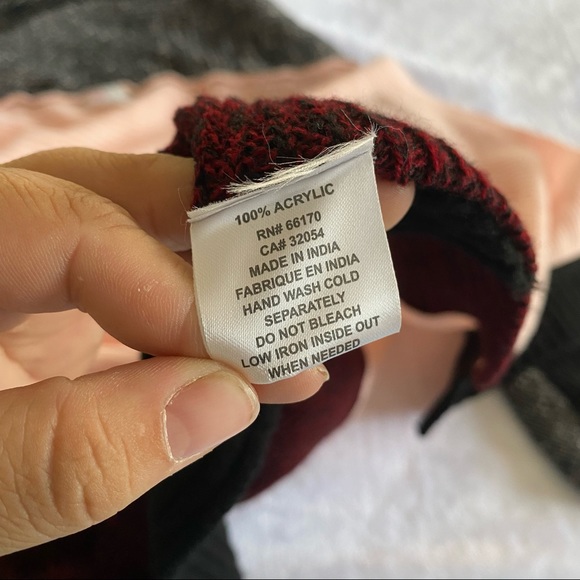 100% ACRYLIC
RN# 66170
CA# 32054
MADE IN INDIA
FABRIQUE EN INDIA
HAND WASH COLD
SEPARATELY
DO NOT BLEACH
LOW IRON INSIDE OUT
WHEN NEEDED